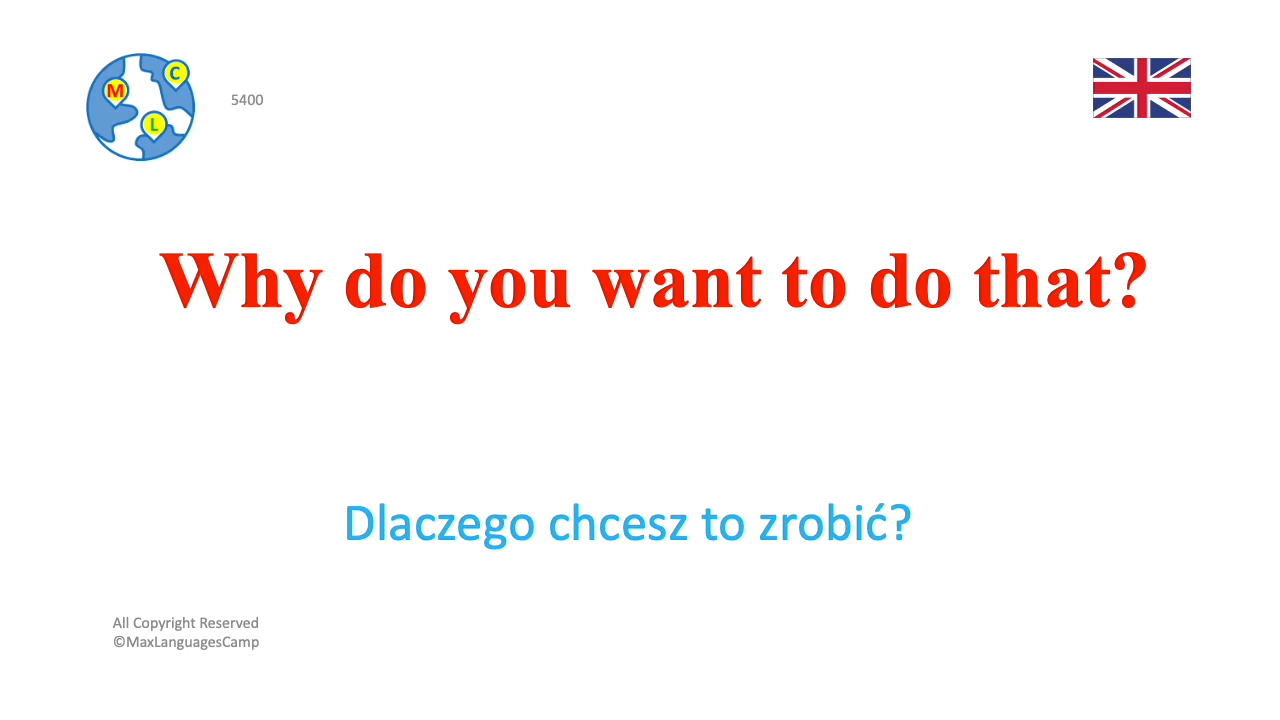 M
C
L
5400
Why do you want to do that?
Dlaczego chcesz to zrobić?
All Copyright Reserved
©MaxLanguagesCamp